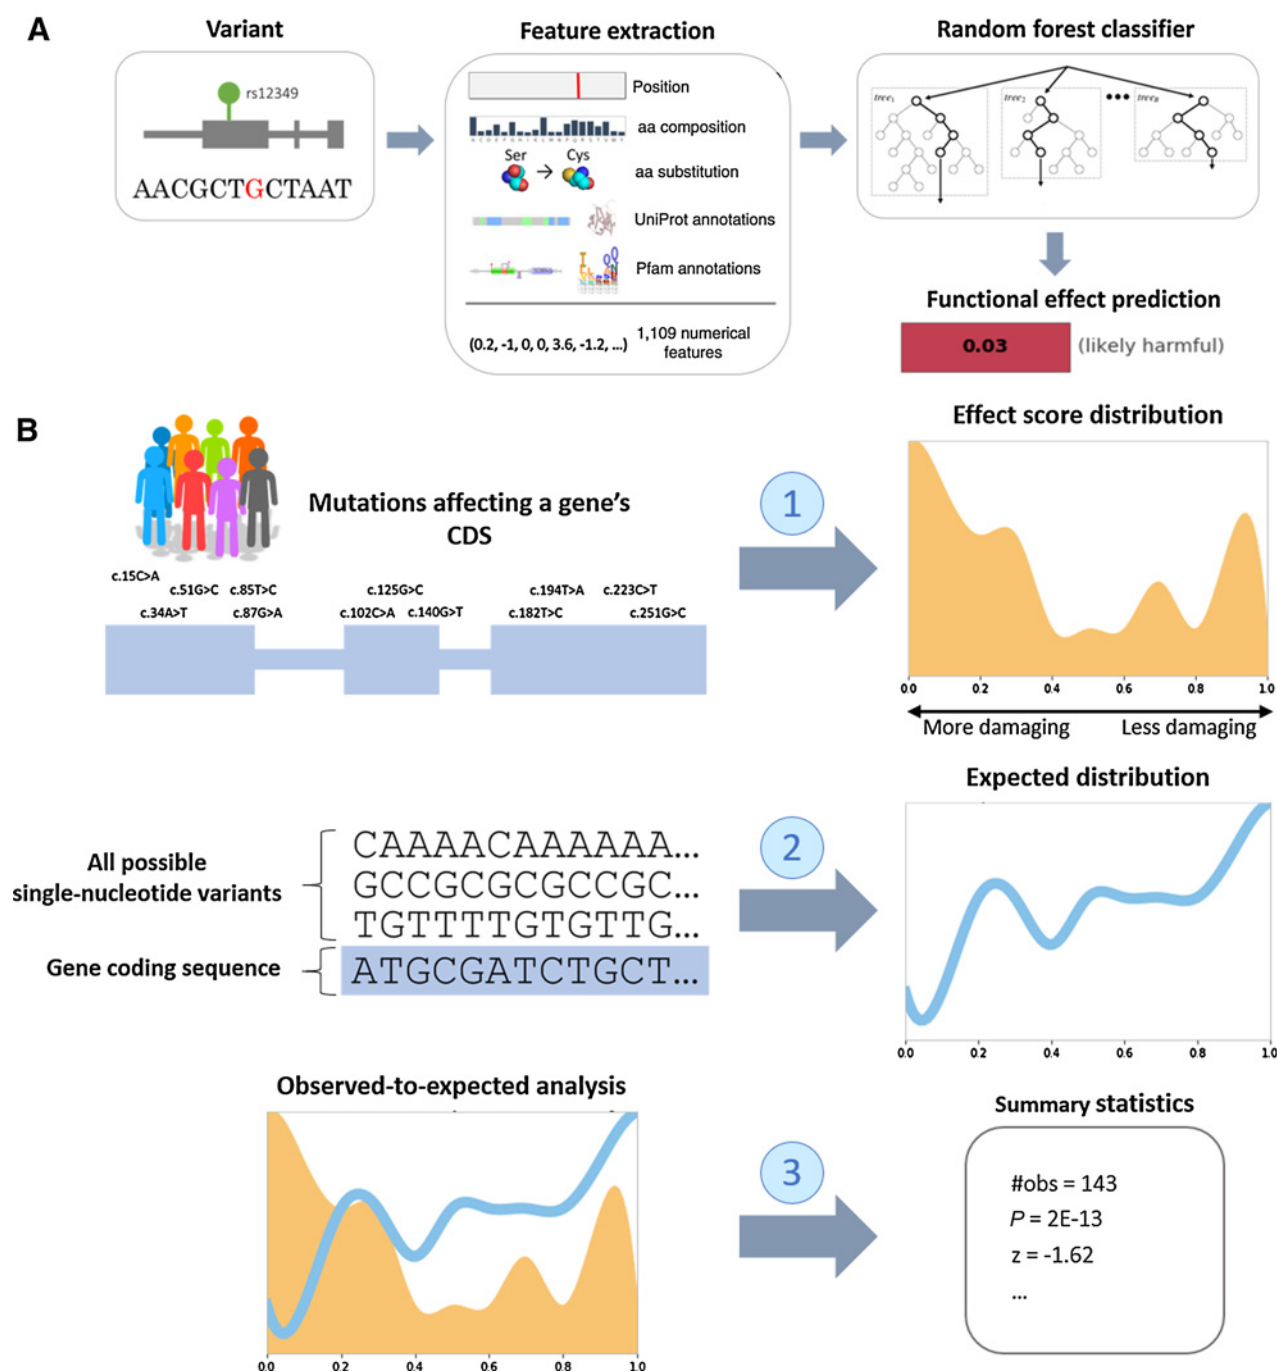 A
Variant
rs12349
AACGCTGCTAAT
Feature extraction
Position
aa composition
Ser
Cys
aa substitution
UniProt annotations
Pfam annotations
(0.2, -1, 0, 0, 3.6, -1.2, ...)
1,109 numerical
features
Random forest classifier
tree1
tree2
treeB
Functional effect prediction
0.03
(likely harmful)
B
Mutations affecting a gene's
CDS
c.15C>A
c.51G>C
c.85T>C
c.125G>C
c.194T>A
c.223C>T
c.34A>T
c.87G>A
c.102C>A
c.140G>T
c.182T>C
c.251G>C
1
Effect score distribution
0.0 0.2 0.4 0.6 0.8 1.0
More damaging
Less damaging
All possible
single-nucleotide variants
CAAAACAAAAAA...
GCCGCGCGCCGC...
TGTTTTGTGTTG...
Gene coding sequence
ATGCGATCTGCT...
2
Expected distribution
0.0 0.2 0.4 0.6 0.8 1.0
Observed-to-expected analysis
0.0 0.2 0.4 0.6 0.8 1.0
3
Summary statistics
#obs = 143
P = 2E-13
z = -1.62
...